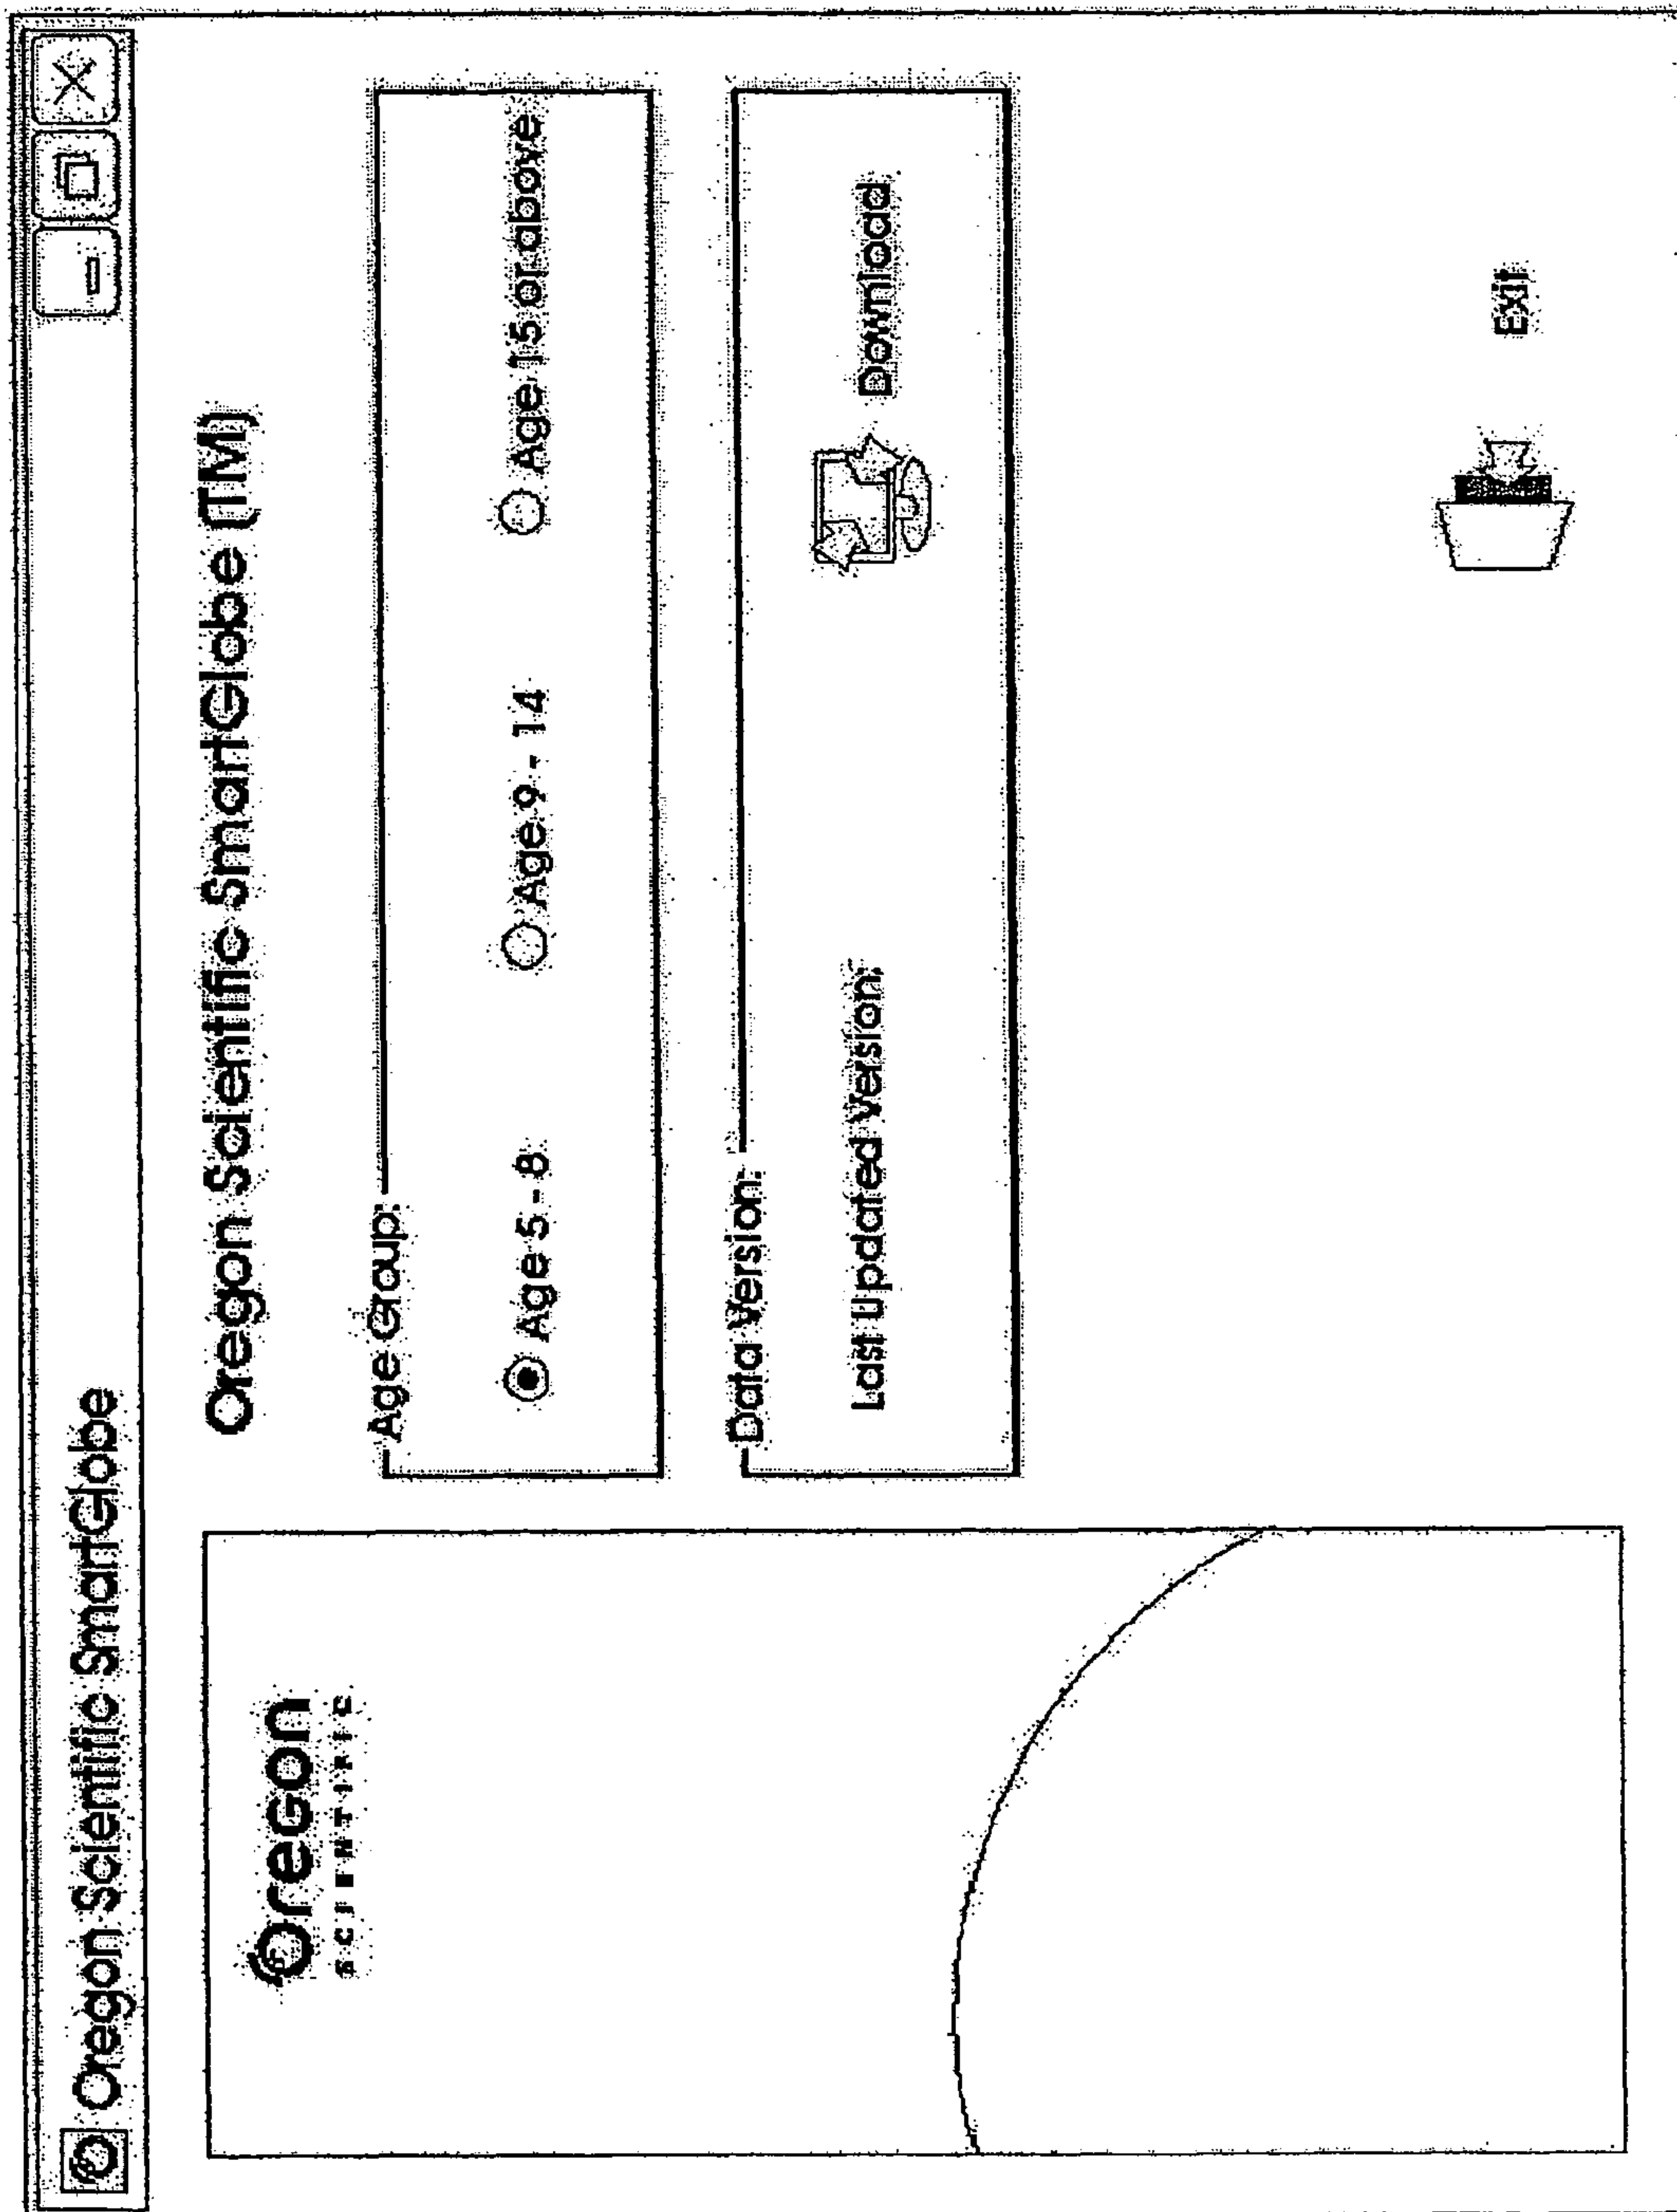 Oregon Scientific SmartGlobe
Oregon
SCIENTIFIC
Oregon Scientific SmartGlobe (TM)
Age Group:
Age 5 - 8
Age 9 - 14
Age 15 or above
Data Version:
Last Updated Version:
Download
Exit